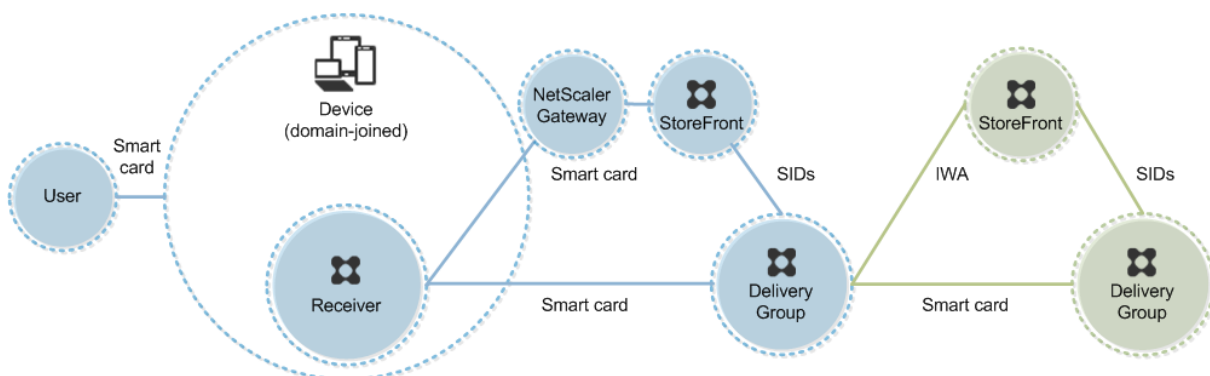 User
Smart
card
Device
(domain-joined)
Receiver
NetScaler
Gateway
StoreFront
Smart card
SIDs
Smart card
Delivery
Group
IWA
StoreFront
SIDs
Smart card
Delivery
Group